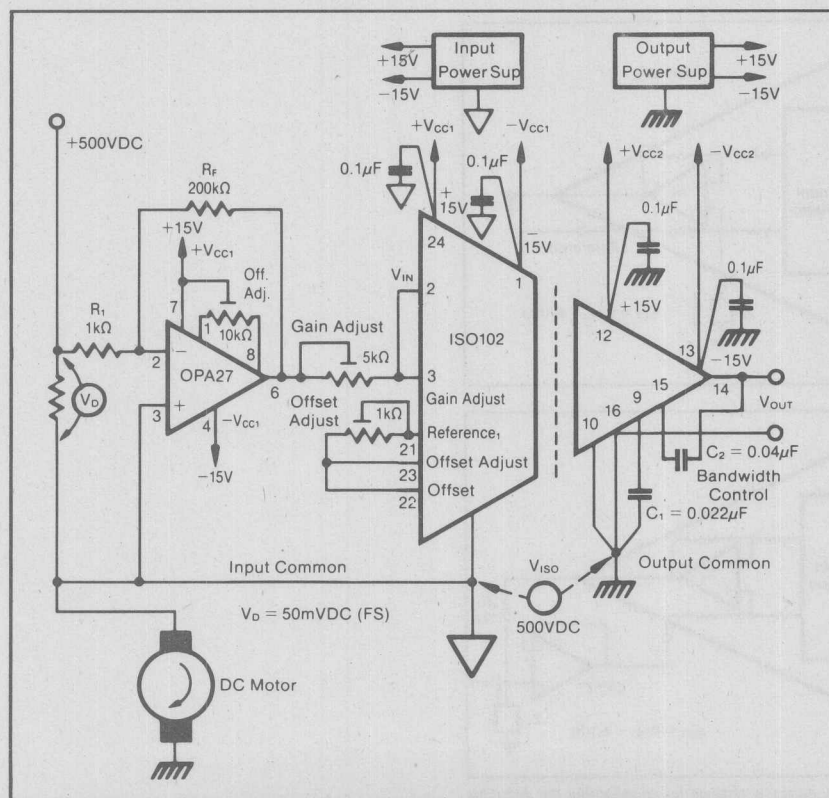 Input
Power Sup
+15V
−15V
Output
Power Sup
+15V
−15V
+500VDC
+VCC1
−VCC1
+VCC2
−VCC2
0.1µF
0.1µF
0.1µF
0.1µF
RF
200kΩ
+15V
+VCC1
Off.
Adj.
10kΩ
R1
1kΩ
VD
7
1
8
2
−
OPA27
+
3
4
6
−VCC1
−15V
Gain Adjust
5kΩ
Offset
Adjust
1kΩ
VIN
+
15V
24
−
15V
1
2
ISO102
3
Gain Adjust
Reference1
21
Offset Adjust
23
Offset
22
+15V
12
13
−15V
15
14
9
16
10
VOUT
C2 = 0.04µF
Bandwidth
Control
C1 = 0.022µF
Input Common
VISO
Output Common
500VDC
VD = 50mVDC (FS)
DC Motor